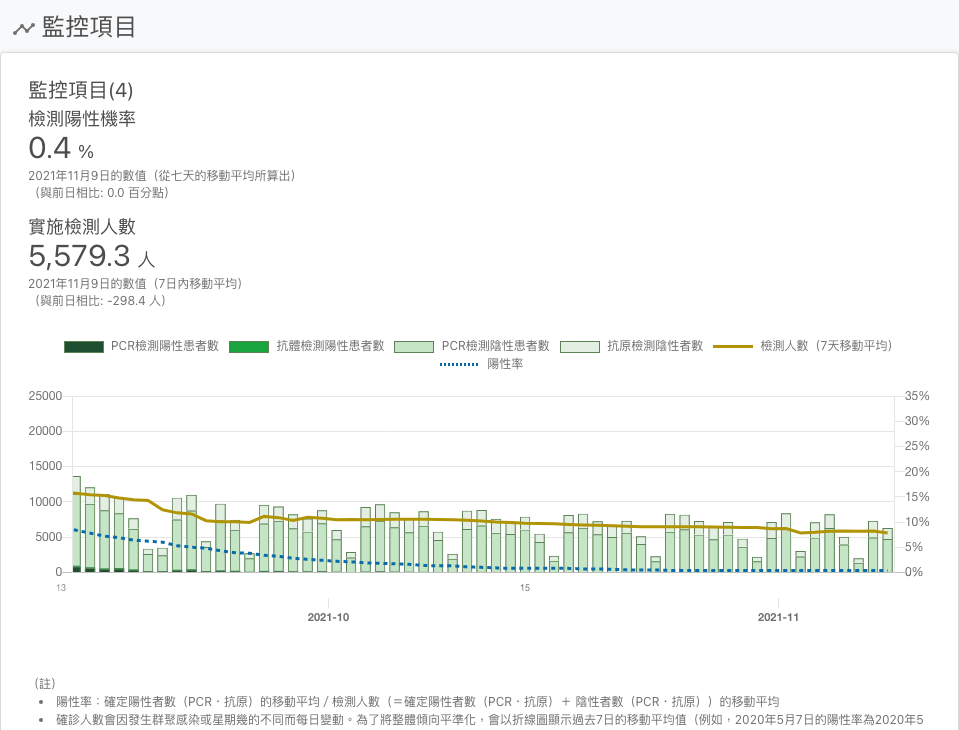 監控項目
監控項目(4)
檢測陽性機率
0.4 %
2021年11月9日的數值（從七天的移動平均所算出）
（與前日相比: 0.0 百分點）
實施檢測人數
5,579.3 人
2021年11月9日的數值（7日內移動平均）
（與前日相比: -298.4 人）
PCR檢測陽性患者數 抗體檢測陽性患者數 PCR檢測陰性患者數 抗原檢測陰性者數 檢測人數（7天移動平均）
陽性率
25000 35%
30%
20000
25%
15000 20%
15%
10000
10%
5000
5%
0 0%
13 15
2021-10 2021-11
（註）
• 陽性率：確定陽性者數（PCR・抗原）的移動平均 / 檢測人數（＝確定陽性者數（PCR・抗原）＋ 陰性者數（PCR・抗原））的移動平均
• 確診人數會因發生群聚感染或星期幾的不同而每日變動。為了將整體傾向平準化，會以折線圖顯示過去7日的移動平均值（例如，2020年5月7日的陽性率為2020年5